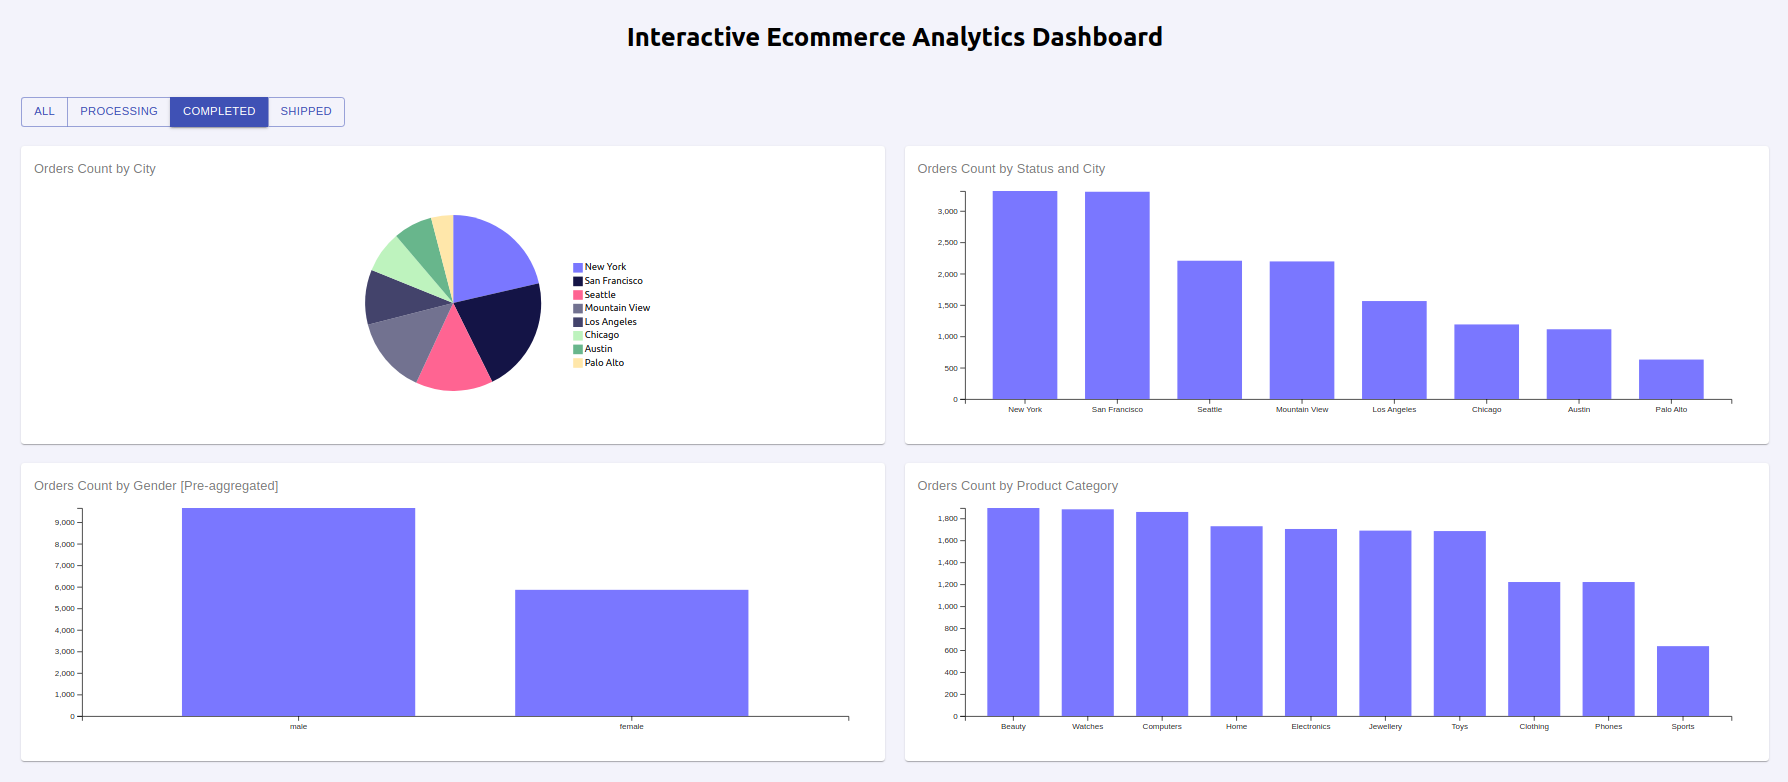 Interactive Ecommerce Analytics Dashboard
ALL PROCESSING COMPLETED SHIPPED
Orders Count by City
New York
San Francisco
Seattle
Mountain View
Los Angeles
Chicago
Austin
Palo Alto
Orders Count by Status and City
3,000
2,500
2,000
1,500
1,000
500
0
New York San Francisco Seattle Mountain View Los Angeles Chicago Austin Palo Alto
Orders Count by Gender [Pre-aggregated]
9,000
8,000
7,000
6,000
5,000
4,000
3,000
2,000
1,000
0
male female
Orders Count by Product Category
1,800
1,600
1,400
1,200
1,000
800
600
400
200
0
Beauty Watches Computers Home Electronics Jewellery Toys Clothing Phones Sports